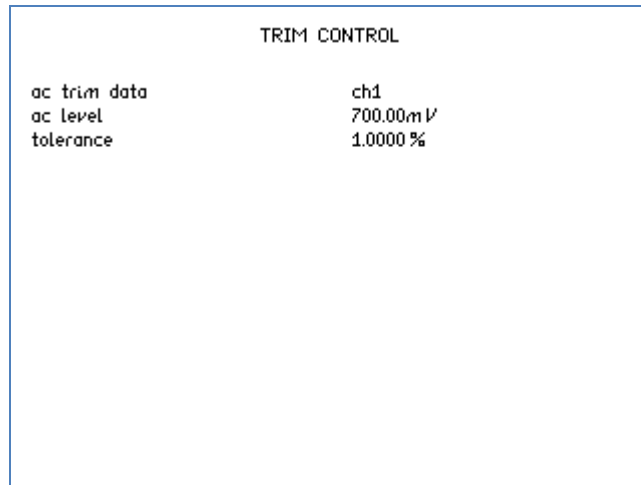 TRIM CONTROL
ac trim data ch1
ac level 700.00mV
tolerance 1.0000 %